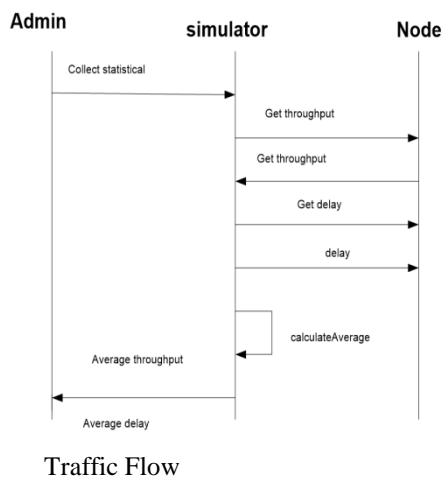 Admin
simulator
Node
Collect statistical
Get throughput
Get throughput
Get delay
delay
calculateAverage
Average throughput
Average delay
Traffic Flow